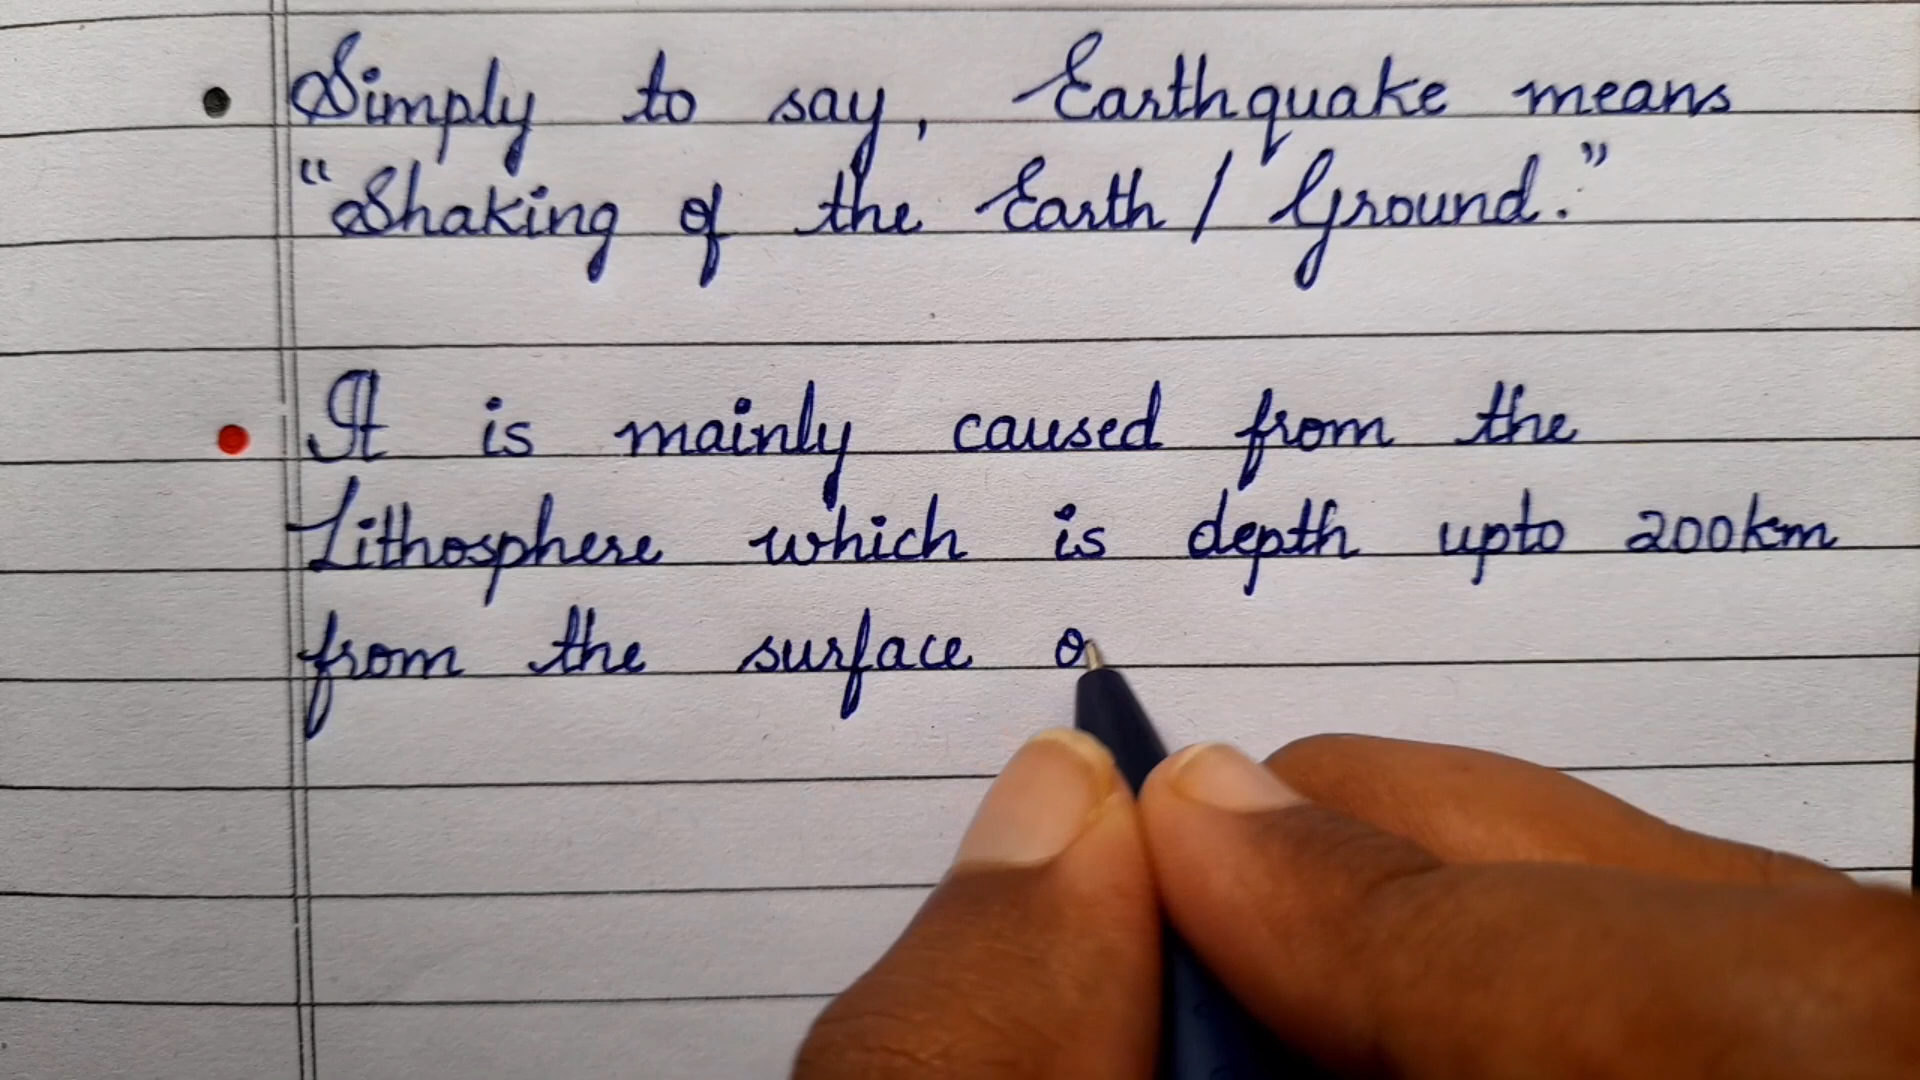 Simply to say, Earthquake means
"Shaking of the Earth / Ground."
It is mainly caused from the
Lithosphere which is depth upto 200km
from the surface o